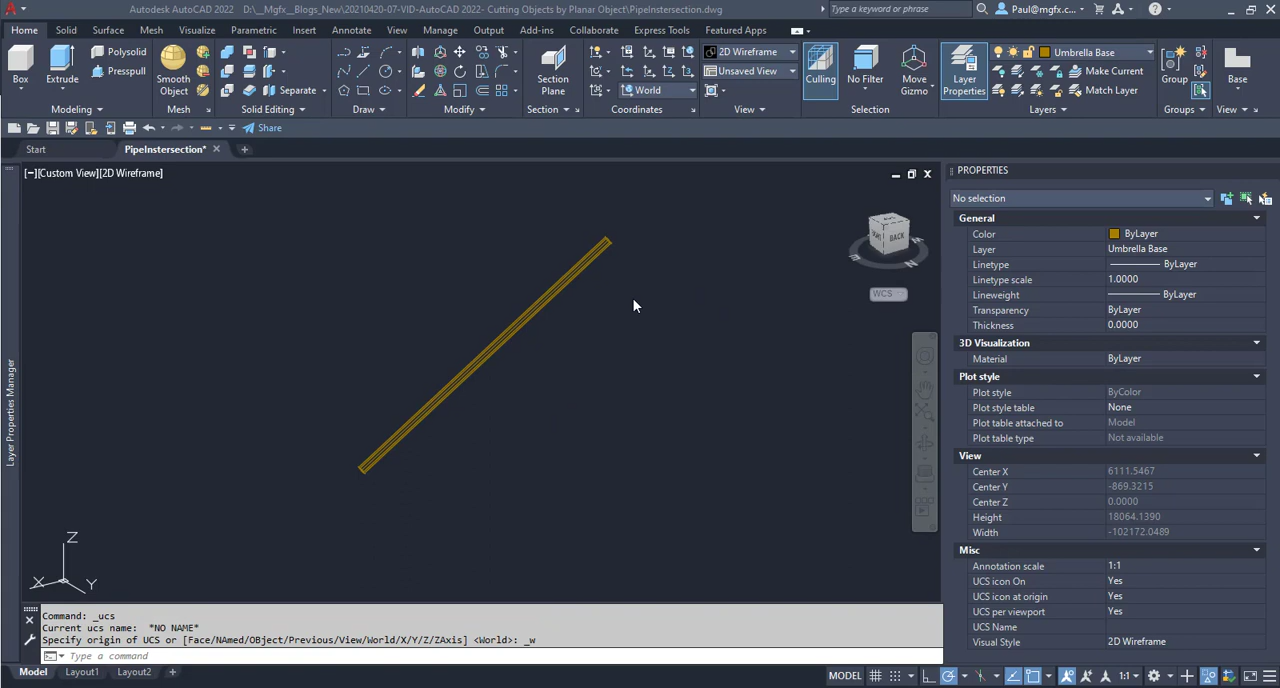 Autodesk AutoCAD 2022 D:\__Mgfx__Blogs_New\20210420-07-VID-AutoCAD 2022- Cutting Objects by Planar Object\PipeIntersection.dwg
Type a keyword or phrase
Paul@mgfx.c...
Home Solid Surface Mesh Visualize Parametric Insert Annotate View Manage Output Add-ins Collaborate Express Tools Featured Apps
Box
Extrude
Polysolid
Presspull
Smooth Object
Separate
Section Plane
World
2D Wireframe
Unsaved View
Culling
No Filter
Move Gizmo
Layer Properties
Umbrella Base
Make Current
Match Layer
Group
Base
Modeling
Mesh
Solid Editing
Draw
Modify
Section
Coordinates
View
Selection
Layers
Groups
View
Share
Start
PipeIntersection*
[−][Custom View][2D Wireframe]
BACK
WCS
Layer Properties Manager
Z
X
Y
PROPERTIES
No selection
General
Color ByLayer
Layer Umbrella Base
Linetype ByLayer
Linetype scale 1.0000
Lineweight ByLayer
Transparency ByLayer
Thickness 0.0000
3D Visualization
Material ByLayer
Plot style
Plot style ByColor
Plot style table None
Plot table attached to Model
Plot table type Not available
View
Center X 6111.5467
Center Y -869.3215
Center Z 0.0000
Height 18064.1390
Width -102172.0489
Misc
Annotation scale 1:1
UCS icon On Yes
UCS icon at origin Yes
UCS per viewport Yes
UCS Name
Visual Style 2D Wireframe
Command: _ucs
Current ucs name: *NO NAME*
Specify origin of UCS or [Face/NAmed/OBject/Previous/View/World/X/Y/Z/ZAxis] <World>: _w
Type a command
Model Layout1 Layout2
MODEL
1:1